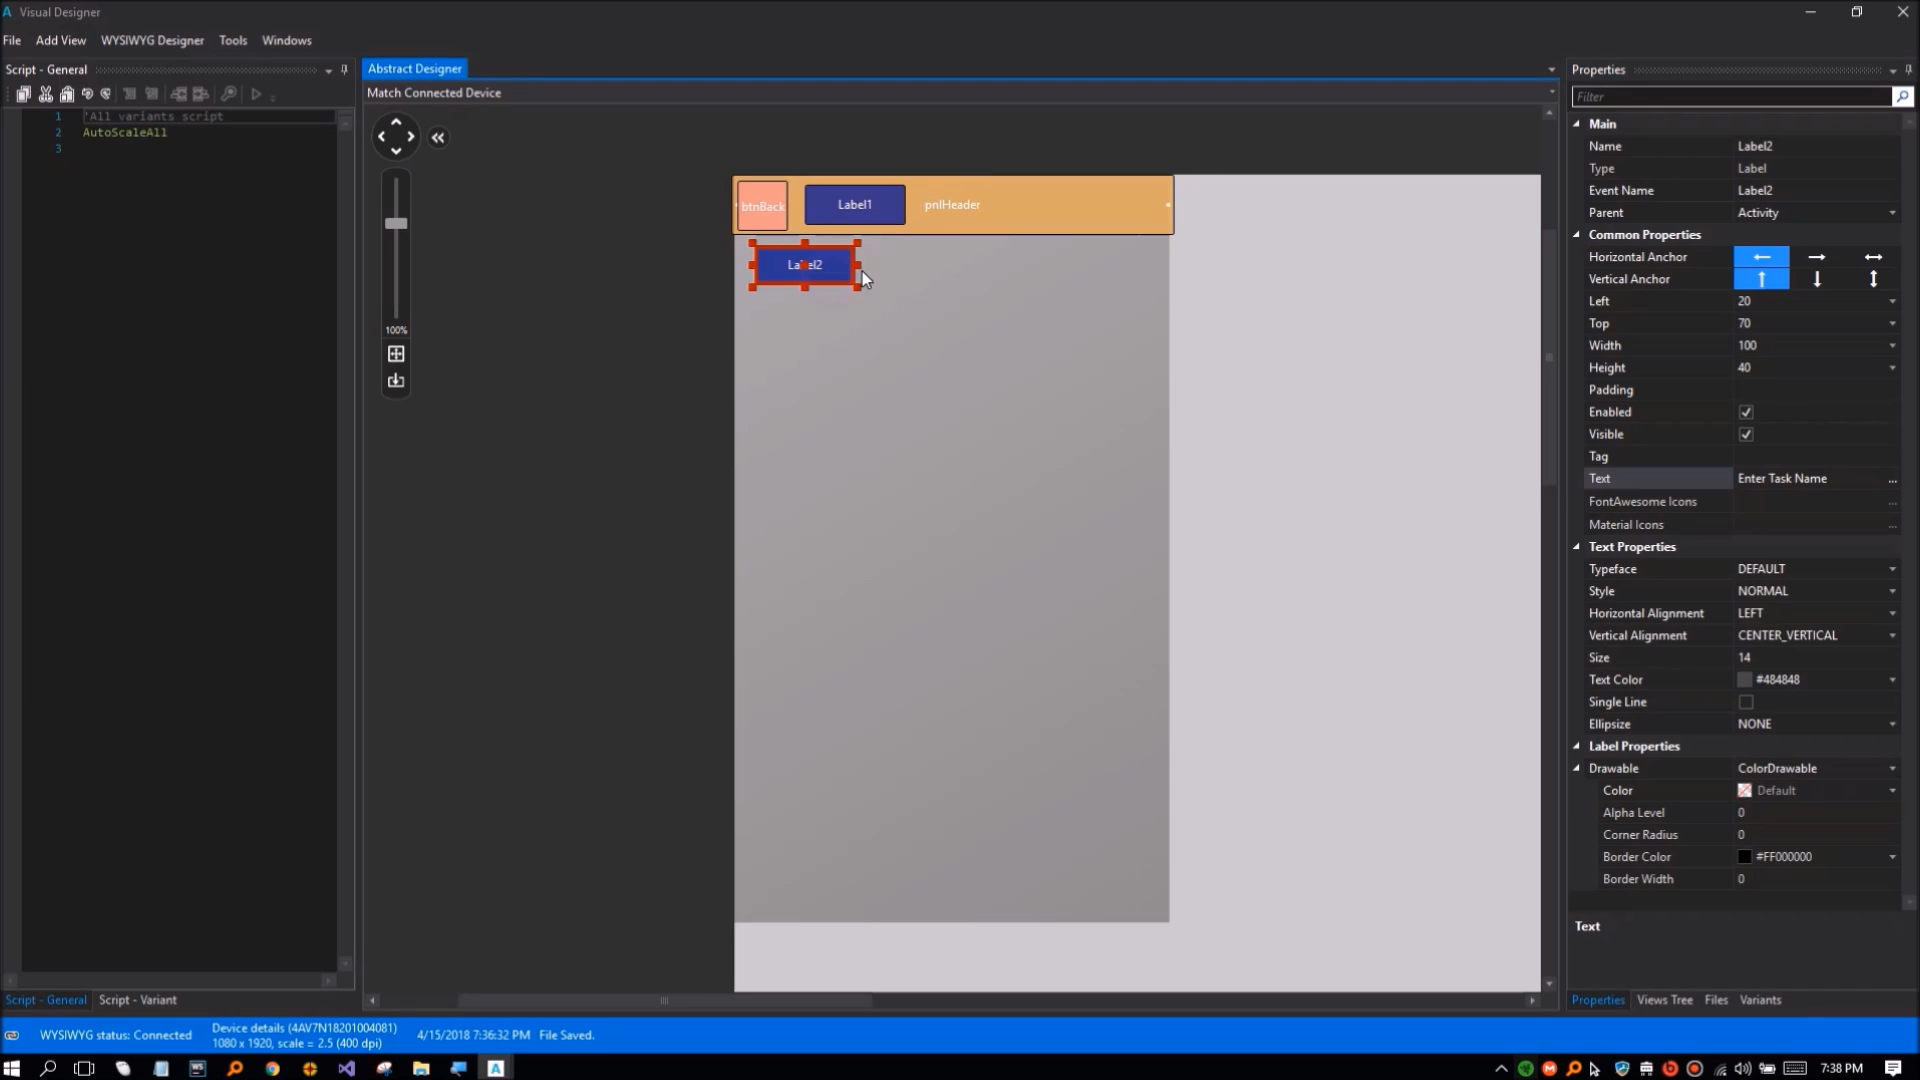 Visual Designer
File Add View WYSIWYG Designer Tools Windows
Script - General
1 'All variants script
2 AutoScaleAll
3
Abstract Designer
Match Connected Device
100%
btnBack Label1 pnlHeader
Label2
Properties
Filter
Main
Name Label2
Type Label
Event Name Label2
Parent Activity
Common Properties
Horizontal Anchor
Vertical Anchor
Left 20
Top 70
Width 100
Height 40
Padding
Enabled
Visible
Tag
Text Enter Task Name ...
FontAwesome Icons ...
Material Icons ...
Text Properties
Typeface DEFAULT
Style NORMAL
Horizontal Alignment LEFT
Vertical Alignment CENTER_VERTICAL
Size 14
Text Color #484848
Single Line
Ellipsize NONE
Label Properties
Drawable ColorDrawable
Color Default
Alpha Level 0
Corner Radius 0
Border Color #FF000000
Border Width 0
Text
Script - General Script - Variant
Properties Views Tree Files Variants
WYSIWYG status: Connected
Device details (4AV7N18201004081)
1080 x 1920, scale = 2.5 (400 dpi)
4/15/2018 7:36:32 PM File Saved.
7:38 PM